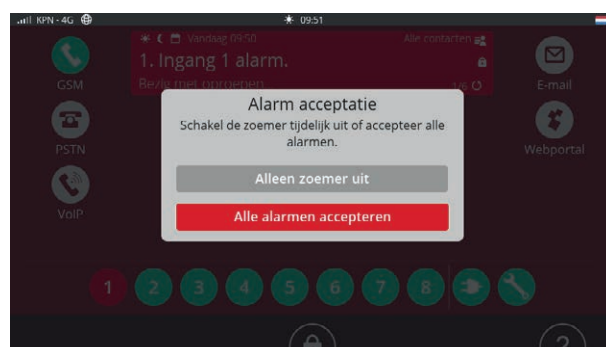 KPN - 4G
09:51
Vandaag 09:50
Alle contacten
1. Ingang 1 alarm.
Bezig met oproepen
1/6
GSM
E-mail
PSTN
Webportal
VoIP
Alarm acceptatie
Schakel de zoemer tijdelijk uit of accepteer alle
alarmen.
Alleen zoemer uit
Alle alarmen accepteren
1 2 3 4 5 6 7 8
?